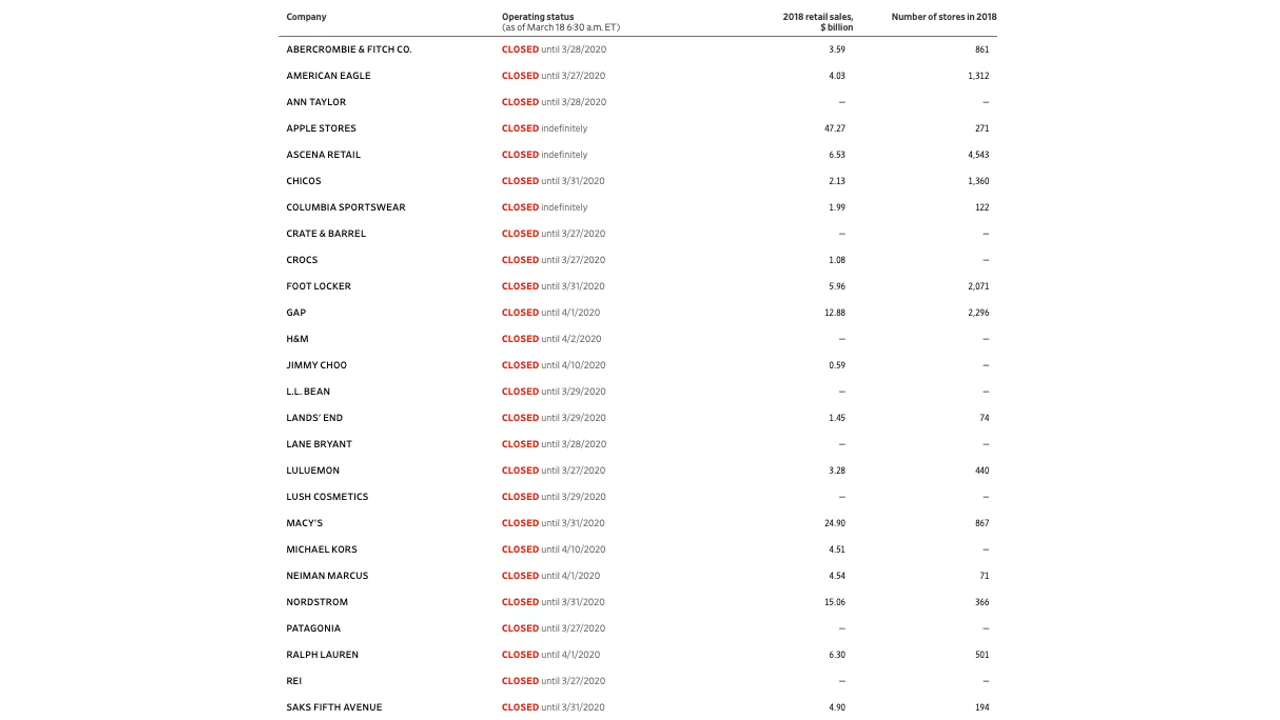 Company Operating status 2018 retail sales, Number of stores in 2018
(as of March 18 6:30 a.m. ET) $ billion
ABERCROMBIE & FITCH CO. CLOSED until 3/28/2020 3.59 861
AMERICAN EAGLE CLOSED until 3/27/2020 4.03 1,312
ANN TAYLOR CLOSED until 3/28/2020 — —
APPLE STORES CLOSED indefinitely 47.27 271
ASCENA RETAIL CLOSED indefinitely 6.53 4,543
CHICOS CLOSED until 3/31/2020 2.13 1,360
COLUMBIA SPORTSWEAR CLOSED indefinitely 1.99 122
CRATE & BARREL CLOSED until 3/27/2020 — —
CROCS CLOSED until 3/27/2020 1.08 —
FOOT LOCKER CLOSED until 3/31/2020 5.96 2,071
GAP CLOSED until 4/1/2020 12.88 2,296
H&M CLOSED until 4/2/2020 — —
JIMMY CHOO CLOSED until 4/10/2020 0.59 —
L.L. BEAN CLOSED until 3/29/2020 — —
LANDS' END CLOSED until 3/29/2020 1.45 74
LANE BRYANT CLOSED until 3/28/2020 — —
LULUEMON CLOSED until 3/27/2020 3.28 440
LUSH COSMETICS CLOSED until 3/29/2020 — —
MACY'S CLOSED until 3/31/2020 24.90 867
MICHAEL KORS CLOSED until 4/10/2020 4.51 —
NEIMAN MARCUS CLOSED until 4/1/2020 4.54 71
NORDSTROM CLOSED until 3/31/2020 15.06 366
PATAGONIA CLOSED until 3/27/2020 — —
RALPH LAUREN CLOSED until 4/1/2020 6.30 501
REI CLOSED until 3/27/2020 — —
SAKS FIFTH AVENUE CLOSED until 3/31/2020 4.90 194